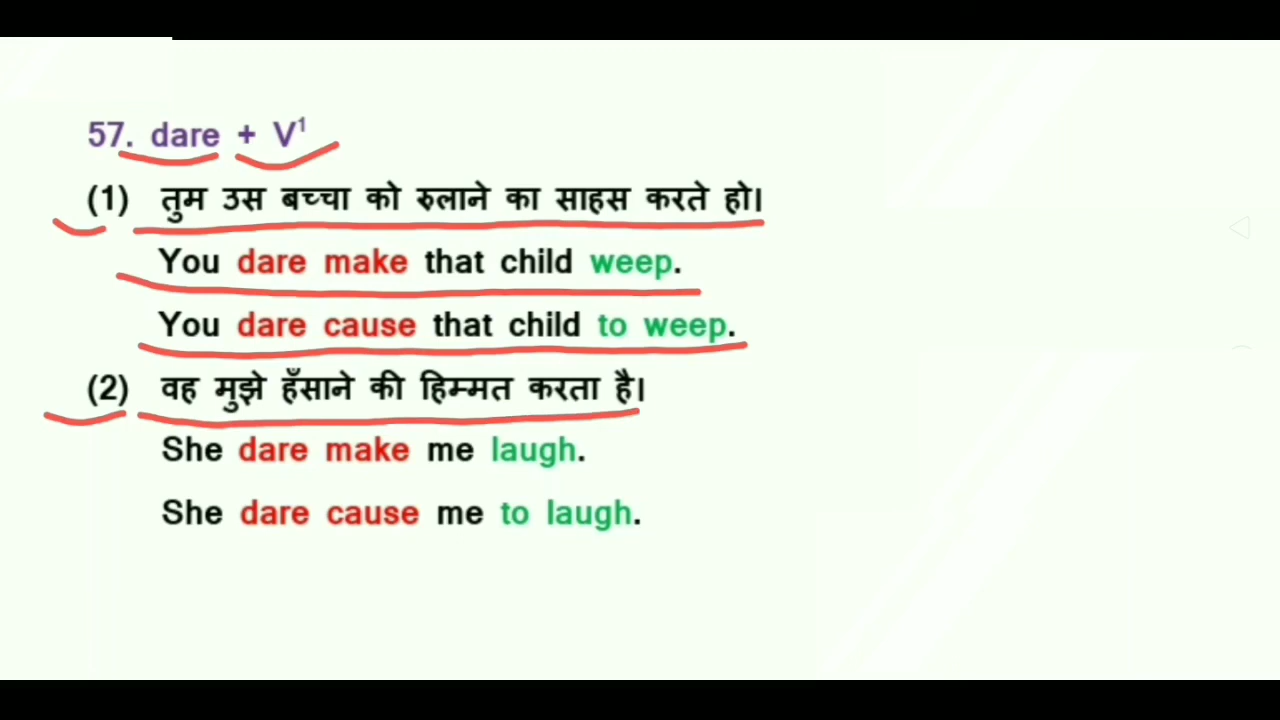 57. dare + V¹
(1) तुम उस बच्चा को रुलाने का साहस करते हो।
You dare make that child weep.
You dare cause that child to weep.
(2) वह मुझे हँसाने की हिम्मत करता है।
She dare make me laugh.
She dare cause me to laugh.